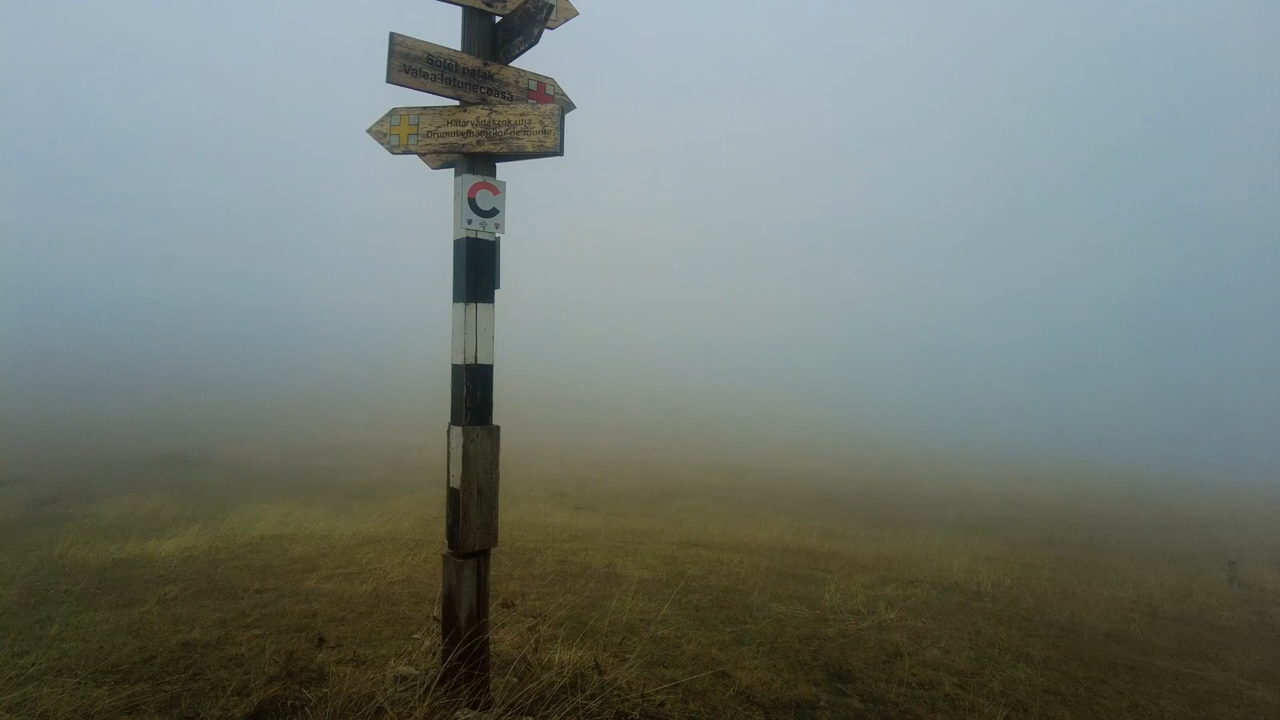 Sötét patak
Valea Întunecoasă
Határvadászok útja
Drumul vânătorilor de munte
C